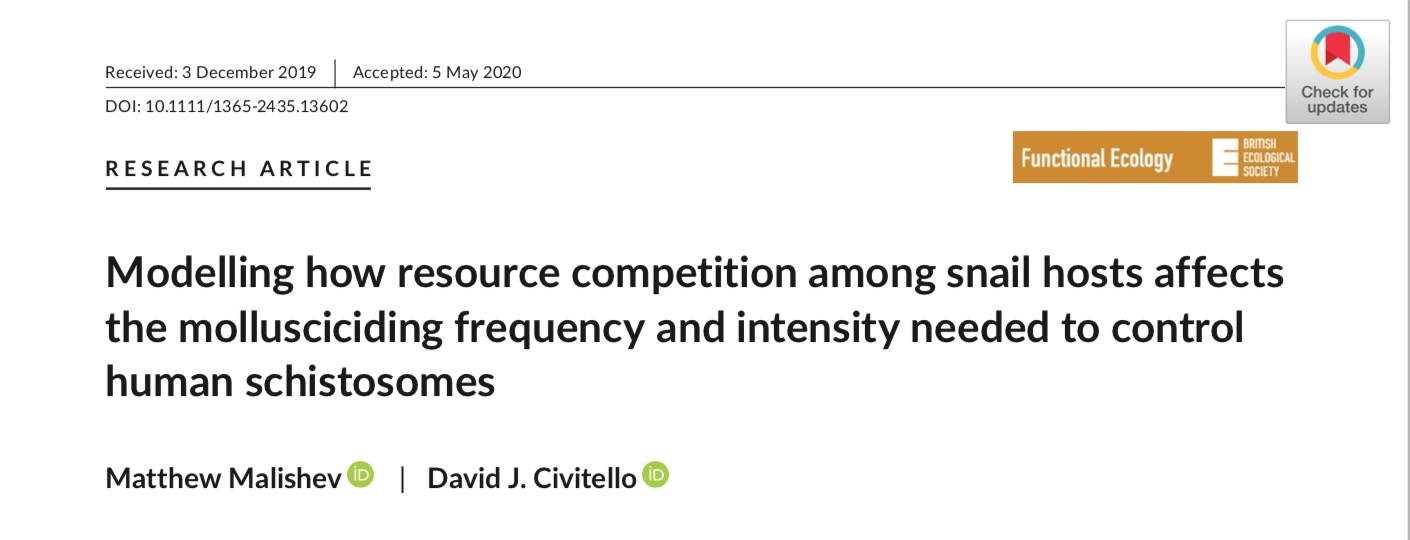 Received: 3 December 2019 | Accepted: 5 May 2020
DOI: 10.1111/1365-2435.13602
Check for
updates
RESEARCH ARTICLE
Functional Ecology
BRITISH
ECOLOGICAL
SOCIETY
Modelling how resource competition among snail hosts affects
the mollusciciding frequency and intensity needed to control
human schistosomes
Matthew Malishev iD | David J. Civitello iD